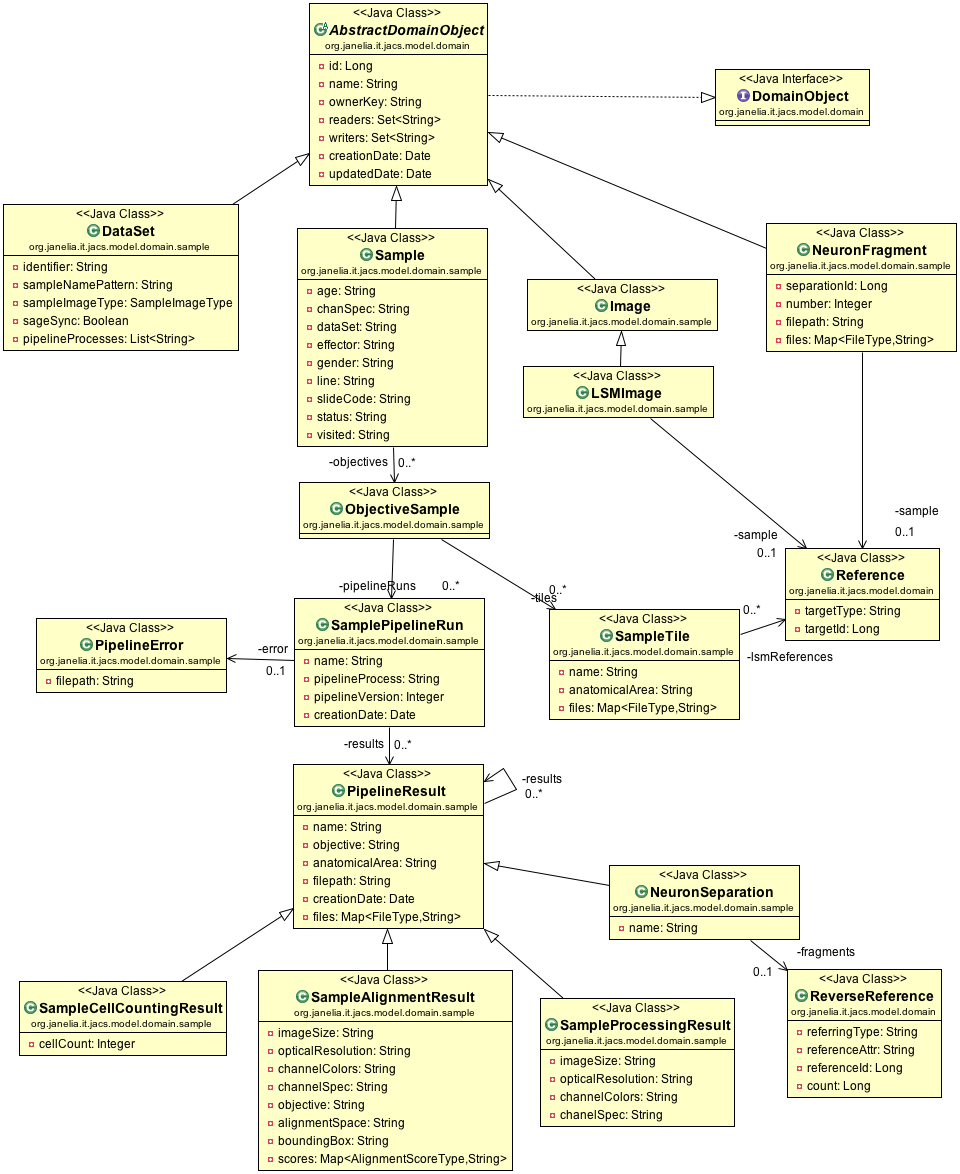 <<Java Class>>
AbstractDomainObject
org.janelia.it.jacs.model.domain
id: Long
name: String
ownerKey: String
readers: Set<String>
writers: Set<String>
creationDate: Date
updatedDate: Date
<<Java Interface>>
DomainObject
org.janelia.it.jacs.model.domain
<<Java Class>>
DataSet
org.janelia.it.jacs.model.domain.sample
identifier: String
sampleNamePattern: String
sampleImageType: SampleImageType
sageSync: Boolean
pipelineProcesses: List<String>
<<Java Class>>
Sample
org.janelia.it.jacs.model.domain.sample
age: String
chanSpec: String
dataSet: String
effector: String
gender: String
line: String
slideCode: String
status: String
visited: String
<<Java Class>>
Image
org.janelia.it.jacs.model.domain.sample
<<Java Class>>
NeuronFragment
org.janelia.it.jacs.model.domain.sample
separationId: Long
number: Integer
filepath: String
files: Map<FileType,String>
<<Java Class>>
LSMImage
org.janelia.it.jacs.model.domain.sample
-objectives 0..*
<<Java Class>>
ObjectiveSample
org.janelia.it.jacs.model.domain.sample
-sample
0..1
-sample
0..1
<<Java Class>>
Reference
org.janelia.it.jacs.model.domain
targetType: String
targetId: Long
-pipelineRuns 0..*
0..*
-tiles
<<Java Class>>
SamplePipelineRun
org.janelia.it.jacs.model.domain.sample
name: String
pipelineProcess: String
pipelineVersion: Integer
creationDate: Date
<<Java Class>>
SampleTile
org.janelia.it.jacs.model.domain.sample
name: String
anatomicalArea: String
files: Map<FileType,String>
0..*
-lsmReferences
<<Java Class>>
PipelineError
org.janelia.it.jacs.model.domain.sample
filepath: String
-error
0..1
-results 0..*
<<Java Class>>
PipelineResult
org.janelia.it.jacs.model.domain.sample
name: String
objective: String
anatomicalArea: String
filepath: String
creationDate: Date
files: Map<FileType,String>
-results
0..*
<<Java Class>>
NeuronSeparation
org.janelia.it.jacs.model.domain.sample
name: String
-fragments
0..1
<<Java Class>>
SampleCellCountingResult
org.janelia.it.jacs.model.domain.sample
cellCount: Integer
<<Java Class>>
SampleAlignmentResult
org.janelia.it.jacs.model.domain.sample
imageSize: String
opticalResolution: String
channelColors: String
channelSpec: String
objective: String
alignmentSpace: String
boundingBox: String
scores: Map<AlignmentScoreType,String>
<<Java Class>>
SampleProcessingResult
org.janelia.it.jacs.model.domain.sample
imageSize: String
opticalResolution: String
channelColors: String
chanelSpec: String
<<Java Class>>
ReverseReference
org.janelia.it.jacs.model.domain
referringType: String
referenceAttr: String
referenceId: Long
count: Long